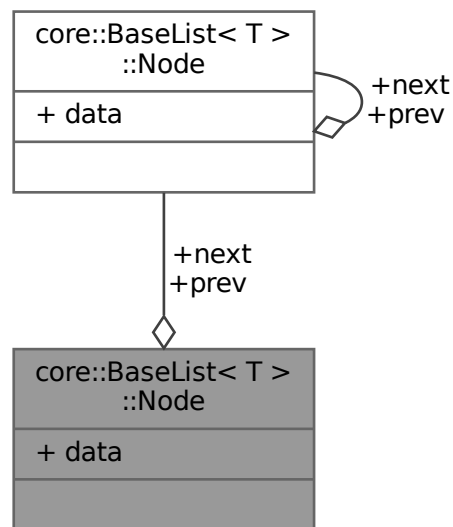 core::BaseList< T >
::Node
+ data
+next
+prev
+next
+prev
core::BaseList< T >
::Node
+ data